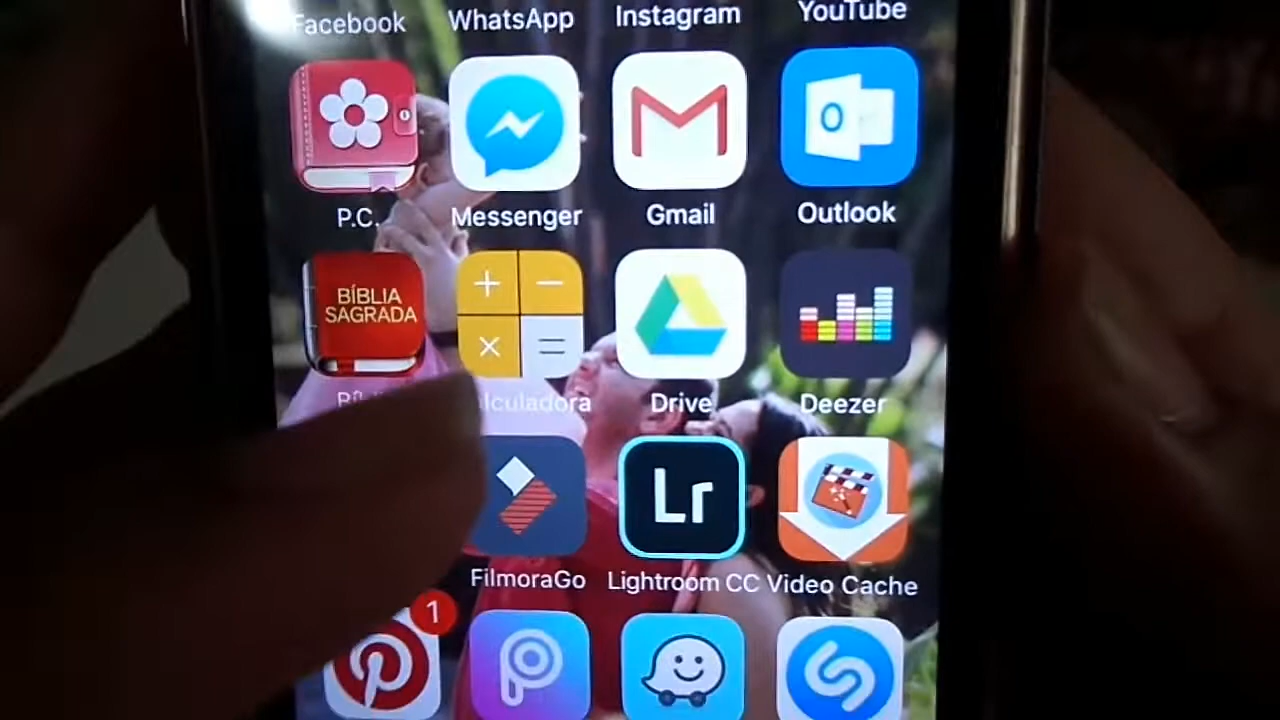 Facebook WhatsApp Instagram YouTube
P.C. Messenger Gmail Outlook
BÍBLIA
SAGRADA
Drive Deezer
Lr
FilmoraGo Lightroom CC Video Cache
1